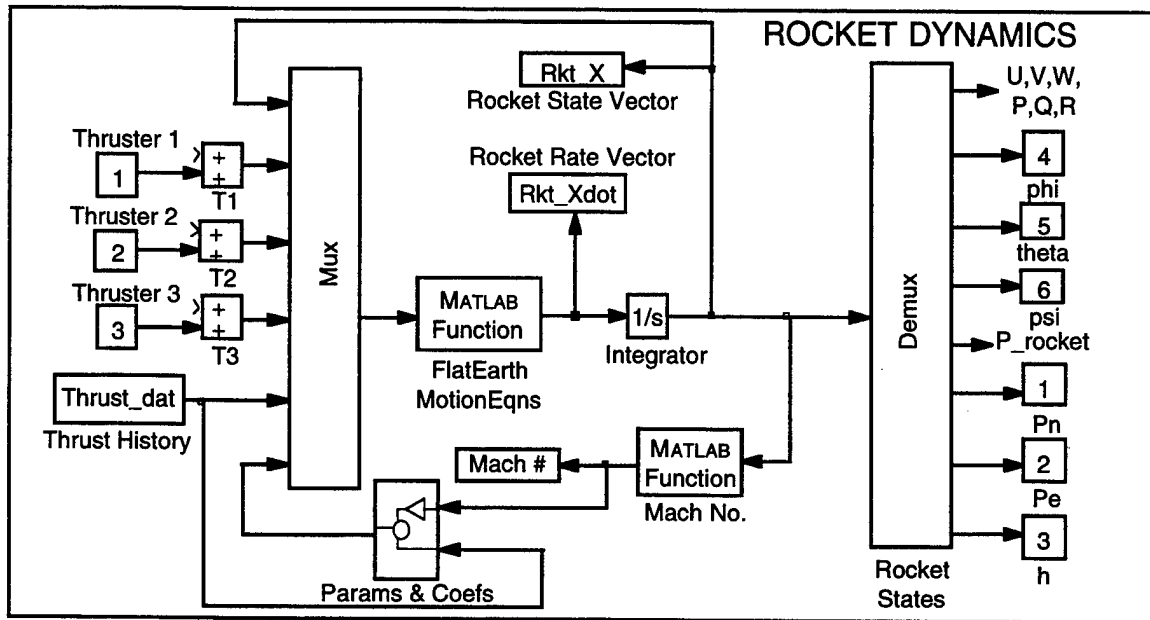 ROCKET DYNAMICS
Rkt_X
Rocket State Vector
U,V,W,
P,Q,R
Thruster 1
1
+
+
T1
Rocket Rate Vector
Rkt_Xdot
4
phi
Thruster 2
2
+
+
T2
Mux
Demux
5
theta
Thruster 3
3
+
+
T3
MATLAB
Function
FlatEarth
MotionEqns
1/s
Integrator
6
psi
P_rocket
Thrust_dat
Thrust History
1
Pn
Mach #
MATLAB
Function
Mach No.
2
Pe
Params & Coefs
3
h
Rocket
States